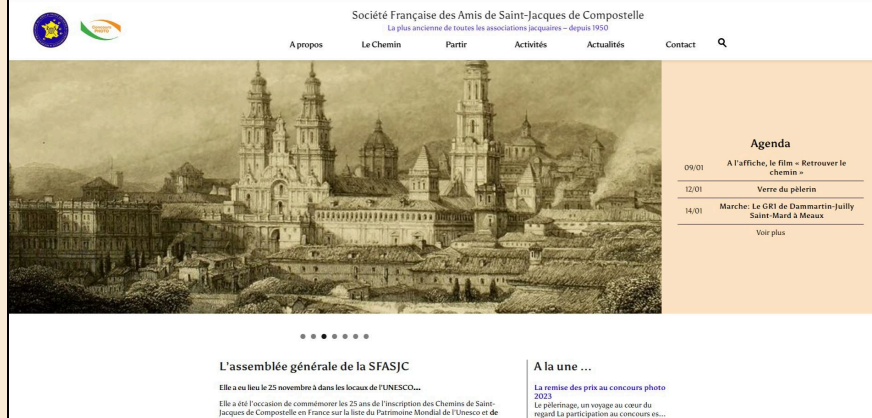 Société Française des Amis de Saint-Jacques de Compostelle
La plus ancienne de toutes les associations jacquaires – depuis 1950
A propos Le Chemin Partir Activités Actualités Contact
Agenda
09/01 A l'affiche, le film « Retrouver le
chemin »
12/01 Verre du pèlerin
14/01 Marche: Le GR1 de Dammartin-Juilly
Saint-Mard à Meaux
Voir plus
L'assemblée générale de la SFASJC
Elle a eu lieu le 25 novembre à dans les locaux de l'UNESCO...
Elle a été l'occasion de commémorer les 25 ans de l'inscription des Chemins de Saint-
Jacques de Compostelle en France sur la liste du Patrimoine Mondial de l'Unesco et de
A la une ...
La remise des prix au concours photo
2023
Le pèlerinage, un voyage au cœur du
regard La participation au concours es...